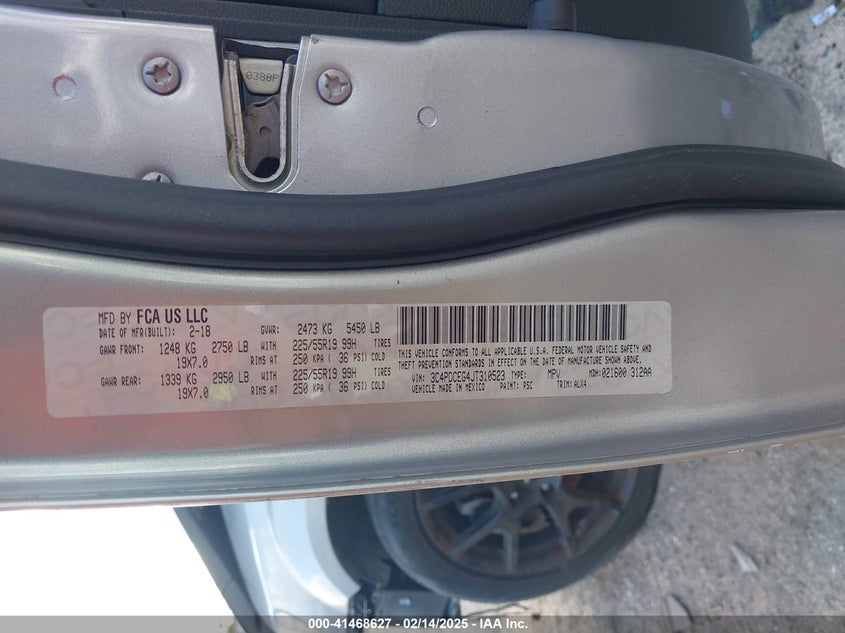 0388P
MFD BY FCA US LLC
DATE OF MFR(BUILT): 2-18 GVWR: 2473 KG 5450 LB
GAWR FRONT: 1248 KG 2750 LB WITH 225/55R19 99H TIRES
19X7.0 RIMS AT 250 KPA ( 36 PSI) COLD
GAWR REAR: 1339 KG 2950 LB WITH 225/55R19 99H TIRES
19X7.0 RIMS AT 250 KPA ( 36 PSI) COLD
THIS VEHICLE CONFORMS TO ALL APPLICABLE U.S.A. FEDERAL MOTOR VEHICLE SAFETY AND
THEFT PREVENTION STANDARDS IN EFFECT ON THE DATE OF MANUFACTURE SHOWN ABOVE.
VIN: 3C4PDCEG4JT310523 TYPE: MPV MDH:021600 312AA
VEHICLE MADE IN MEXICO PAINT: PSC TRIM: ALX4
000-41468627 - 02/14/2025 - IAAI.com